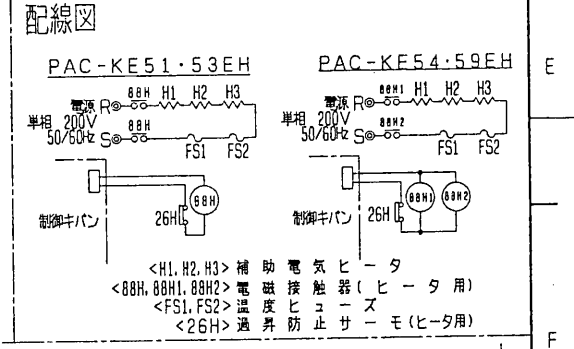 配線図
PAC-KE51・53EH
電源 R 88H H1 H2 H3
単相 200V
50/60Hz S 88H
FS1 FS2
88H
26H
制御キバン
PAC-KE54・59EH
電源 R 88H1 H1 H2 H3
単相 200V
50/60Hz S 88H2
FS1 FS2
88H1 88H2
26H
制御キバン
<H1,H2,H3> 補助電気ヒータ
<88H,88H1,88H2> 電磁接触器(ヒータ用)
<FS1,FS2> 温度ヒューズ
<26H> 過昇防止サーモ(ヒータ用)
E
F